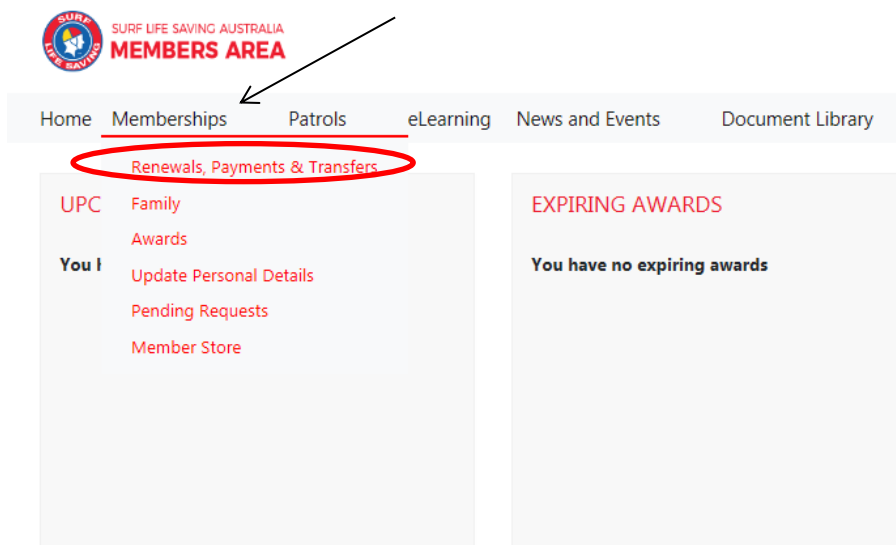 SURF
LIFE SAVING
SURF LIFE SAVING AUSTRALIA
MEMBERS AREA
Home Memberships Patrols eLearning News and Events Document Library
Renewals, Payments & Transfers
Family
Awards
Update Personal Details
Pending Requests
Member Store
UPC
You
EXPIRING AWARDS
You have no expiring awards